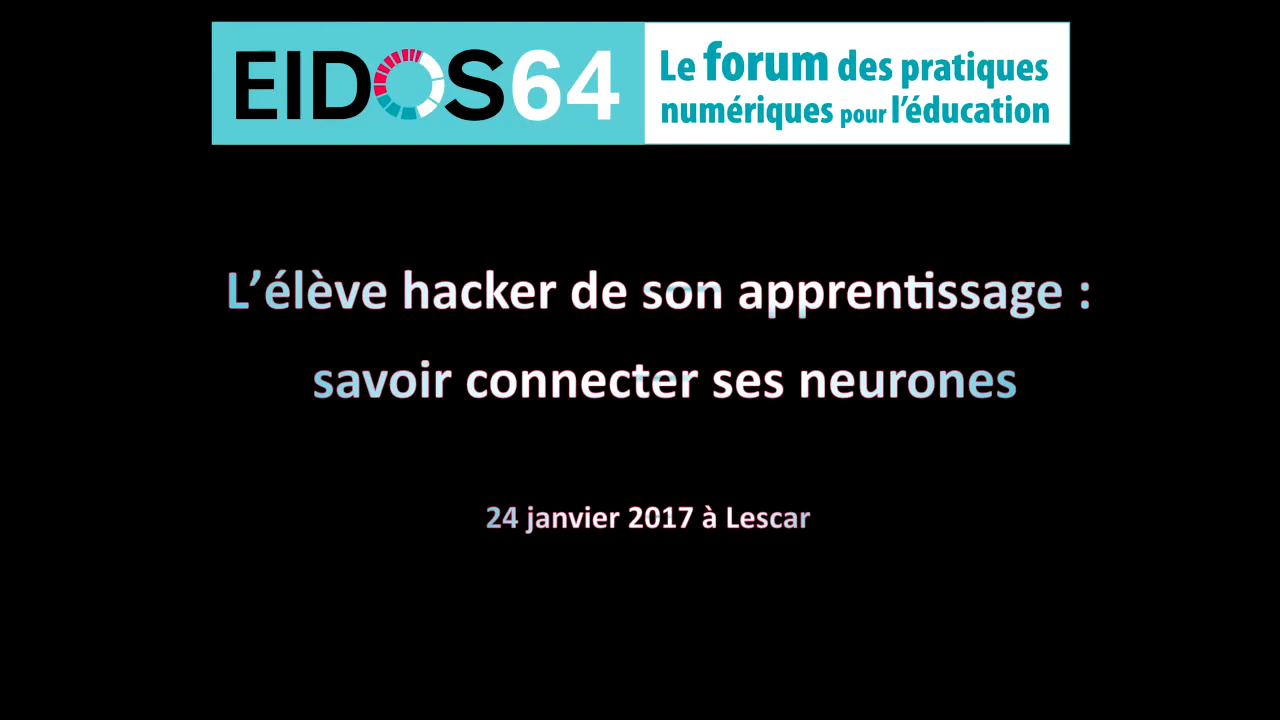 EIDOS64
Le forum des pratiques
numériques pour l’éducation
L’élève hacker de son apprentissage :
savoir connecter ses neurones
24 janvier 2017 à Lescar